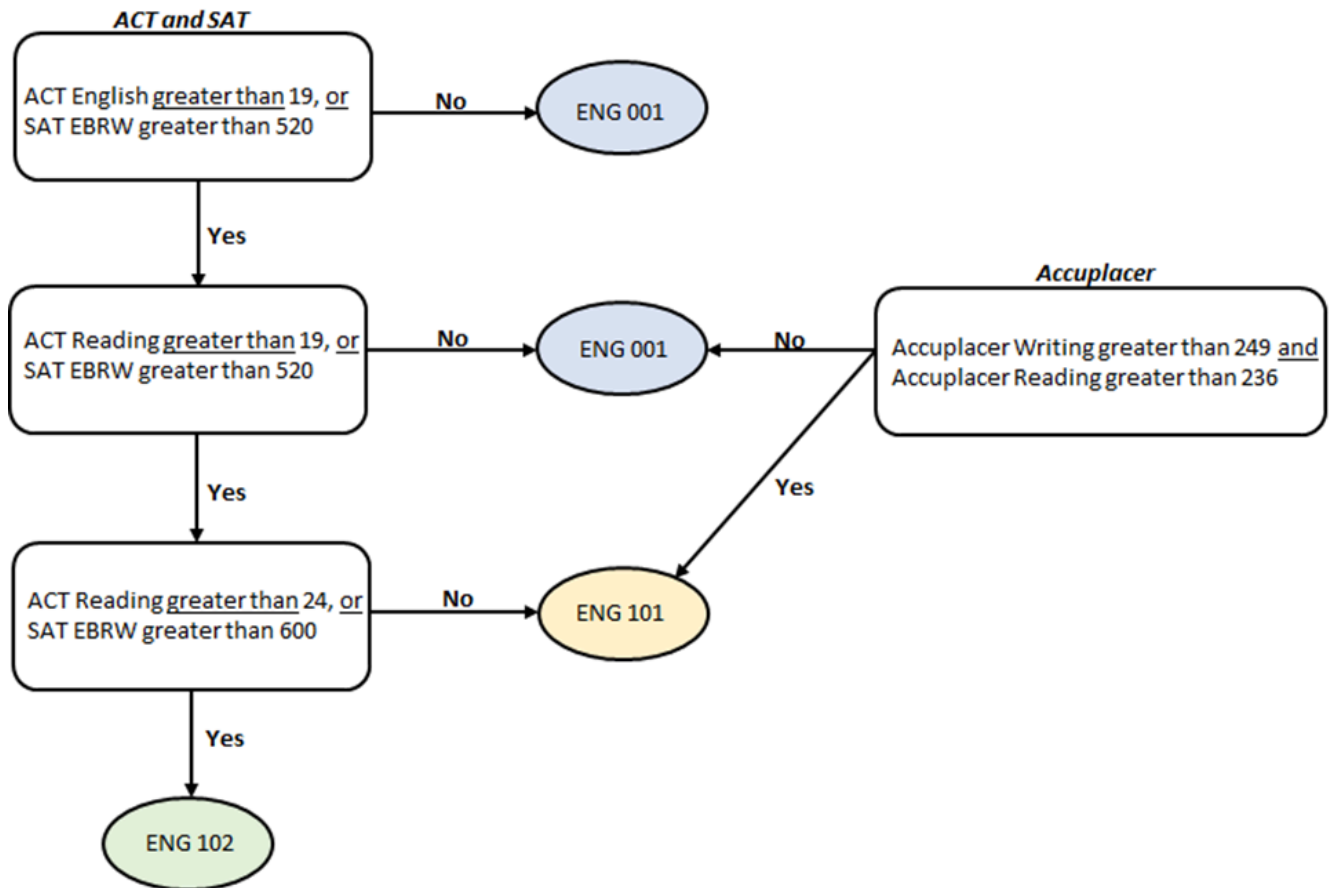 ACT and SAT
ACT English greater than 19, or
SAT EBRW greater than 520
No
ENG 001
Yes
Accuplacer
ACT Reading greater than 19, or
SAT EBRW greater than 520
No
ENG 001
No
Accuplacer Writing greater than 249 and
Accuplacer Reading greater than 236
Yes
Yes
ACT Reading greater than 24, or
SAT EBRW greater than 600
No
ENG 101
Yes
ENG 102